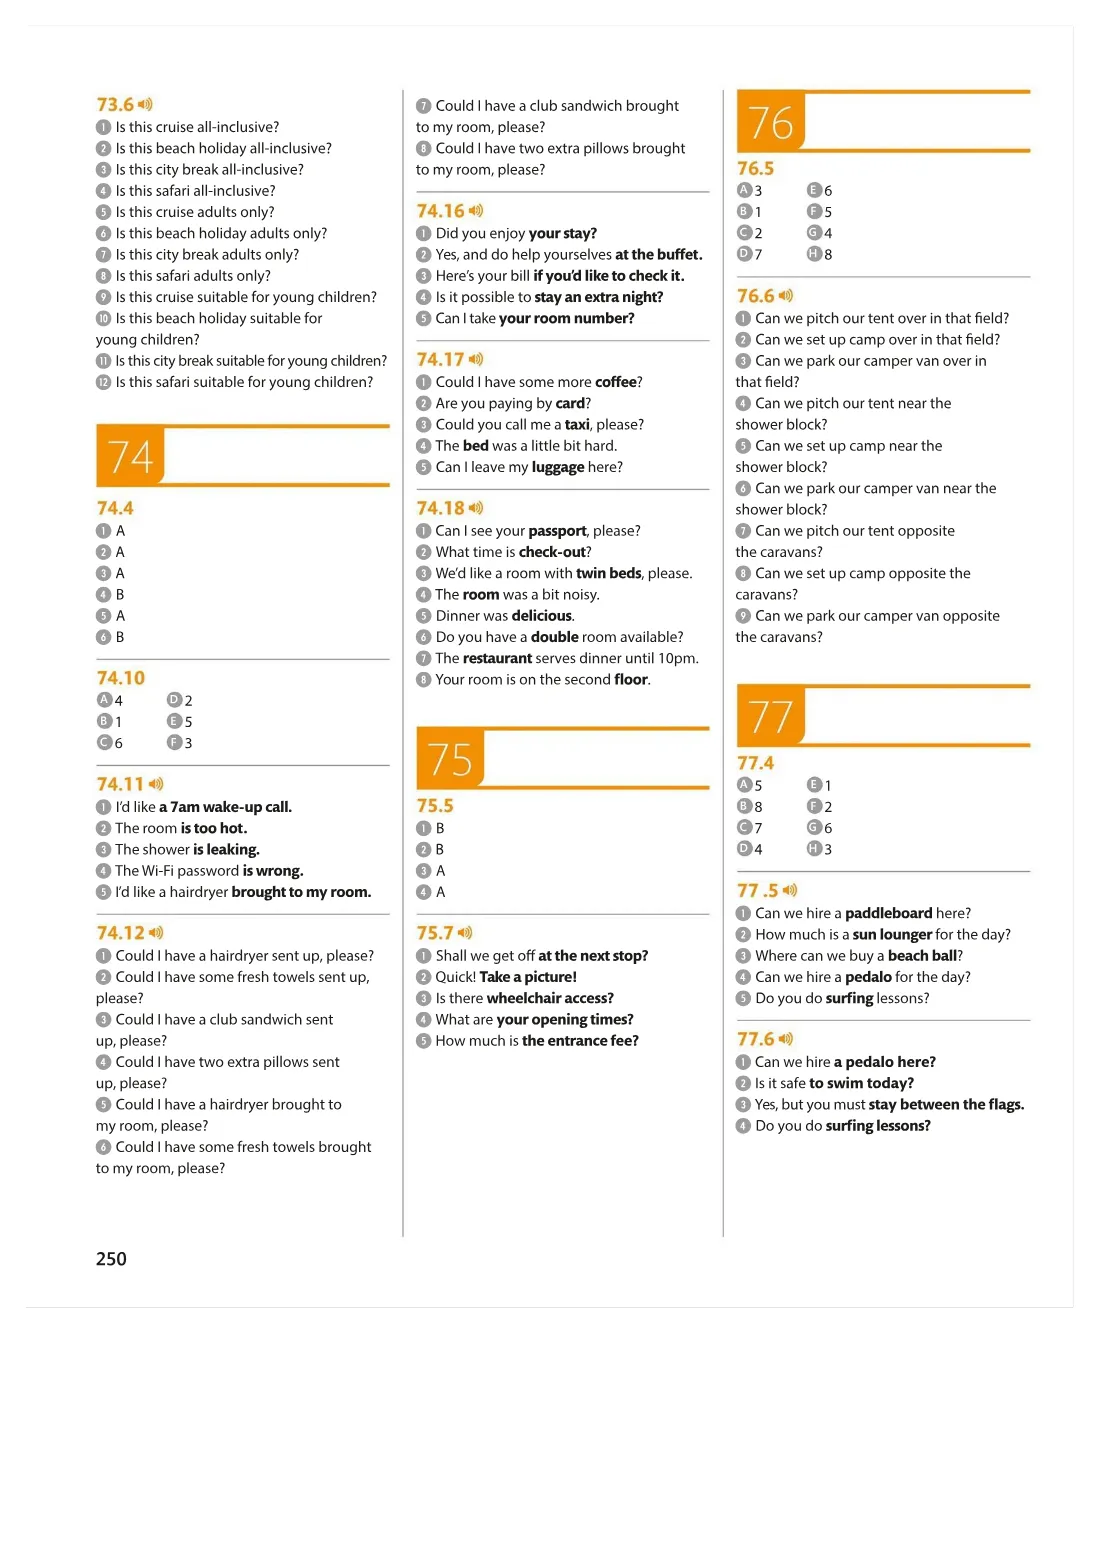 73.6
1 Is this cruise all-inclusive?
2 Is this beach holiday all-inclusive?
3 Is this city break all-inclusive?
4 Is this safari all-inclusive?
5 Is this cruise adults only?
6 Is this beach holiday adults only?
7 Is this city break adults only?
8 Is this safari adults only?
9 Is this cruise suitable for young children?
10 Is this beach holiday suitable for
young children?
11 Is this city break suitable for young children?
12 Is this safari suitable for young children?
74
74.4
1 A
2 A
3 A
4 B
5 A
6 B
74.10
A 4 D 2
B 1 E 5
C 6 F 3
74.11
1 I'd like a 7am wake-up call.
2 The room is too hot.
3 The shower is leaking.
4 The Wi-Fi password is wrong.
5 I'd like a hairdryer brought to my room.
74.12
1 Could I have a hairdryer sent up, please?
2 Could I have some fresh towels sent up,
please?
3 Could I have a club sandwich sent
up, please?
4 Could I have two extra pillows sent
up, please?
5 Could I have a hairdryer brought to
my room, please?
6 Could I have some fresh towels brought
to my room, please?
7 Could I have a club sandwich brought
to my room, please?
8 Could I have two extra pillows brought
to my room, please?
74.16
1 Did you enjoy your stay?
2 Yes, and do help yourselves at the buffet.
3 Here's your bill if you'd like to check it.
4 Is it possible to stay an extra night?
5 Can I take your room number?
74.17
1 Could I have some more coffee?
2 Are you paying by card?
3 Could you call me a taxi, please?
4 The bed was a little bit hard.
5 Can I leave my luggage here?
74.18
1 Can I see your passport, please?
2 What time is check-out?
3 We'd like a room with twin beds, please.
4 The room was a bit noisy.
5 Dinner was delicious.
6 Do you have a double room available?
7 The restaurant serves dinner until 10pm.
8 Your room is on the second floor.
75
75.5
1 B
2 B
3 A
4 A
75.7
1 Shall we get off at the next stop?
2 Quick! Take a picture!
3 Is there wheelchair access?
4 What are your opening times?
5 How much is the entrance fee?
76
76.5
A 3 E 6
B 1 F 5
C 2 G 4
D 7 H 8
76.6
1 Can we pitch our tent over in that field?
2 Can we set up camp over in that field?
3 Can we park our camper van over in
that field?
4 Can we pitch our tent near the
shower block?
5 Can we set up camp near the
shower block?
6 Can we park our camper van near the
shower block?
7 Can we pitch our tent opposite
the caravans?
8 Can we set up camp opposite the
caravans?
9 Can we park our camper van opposite
the caravans?
77
77.4
A 5 E 1
B 8 F 2
C 7 G 6
D 4 H 3
77 .5
1 Can we hire a paddleboard here?
2 How much is a sun lounger for the day?
3 Where can we buy a beach ball?
4 Can we hire a pedalo for the day?
5 Do you do surfing lessons?
77.6
1 Can we hire a pedalo here?
2 Is it safe to swim today?
3 Yes, but you must stay between the flags.
4 Do you do surfing lessons?
250